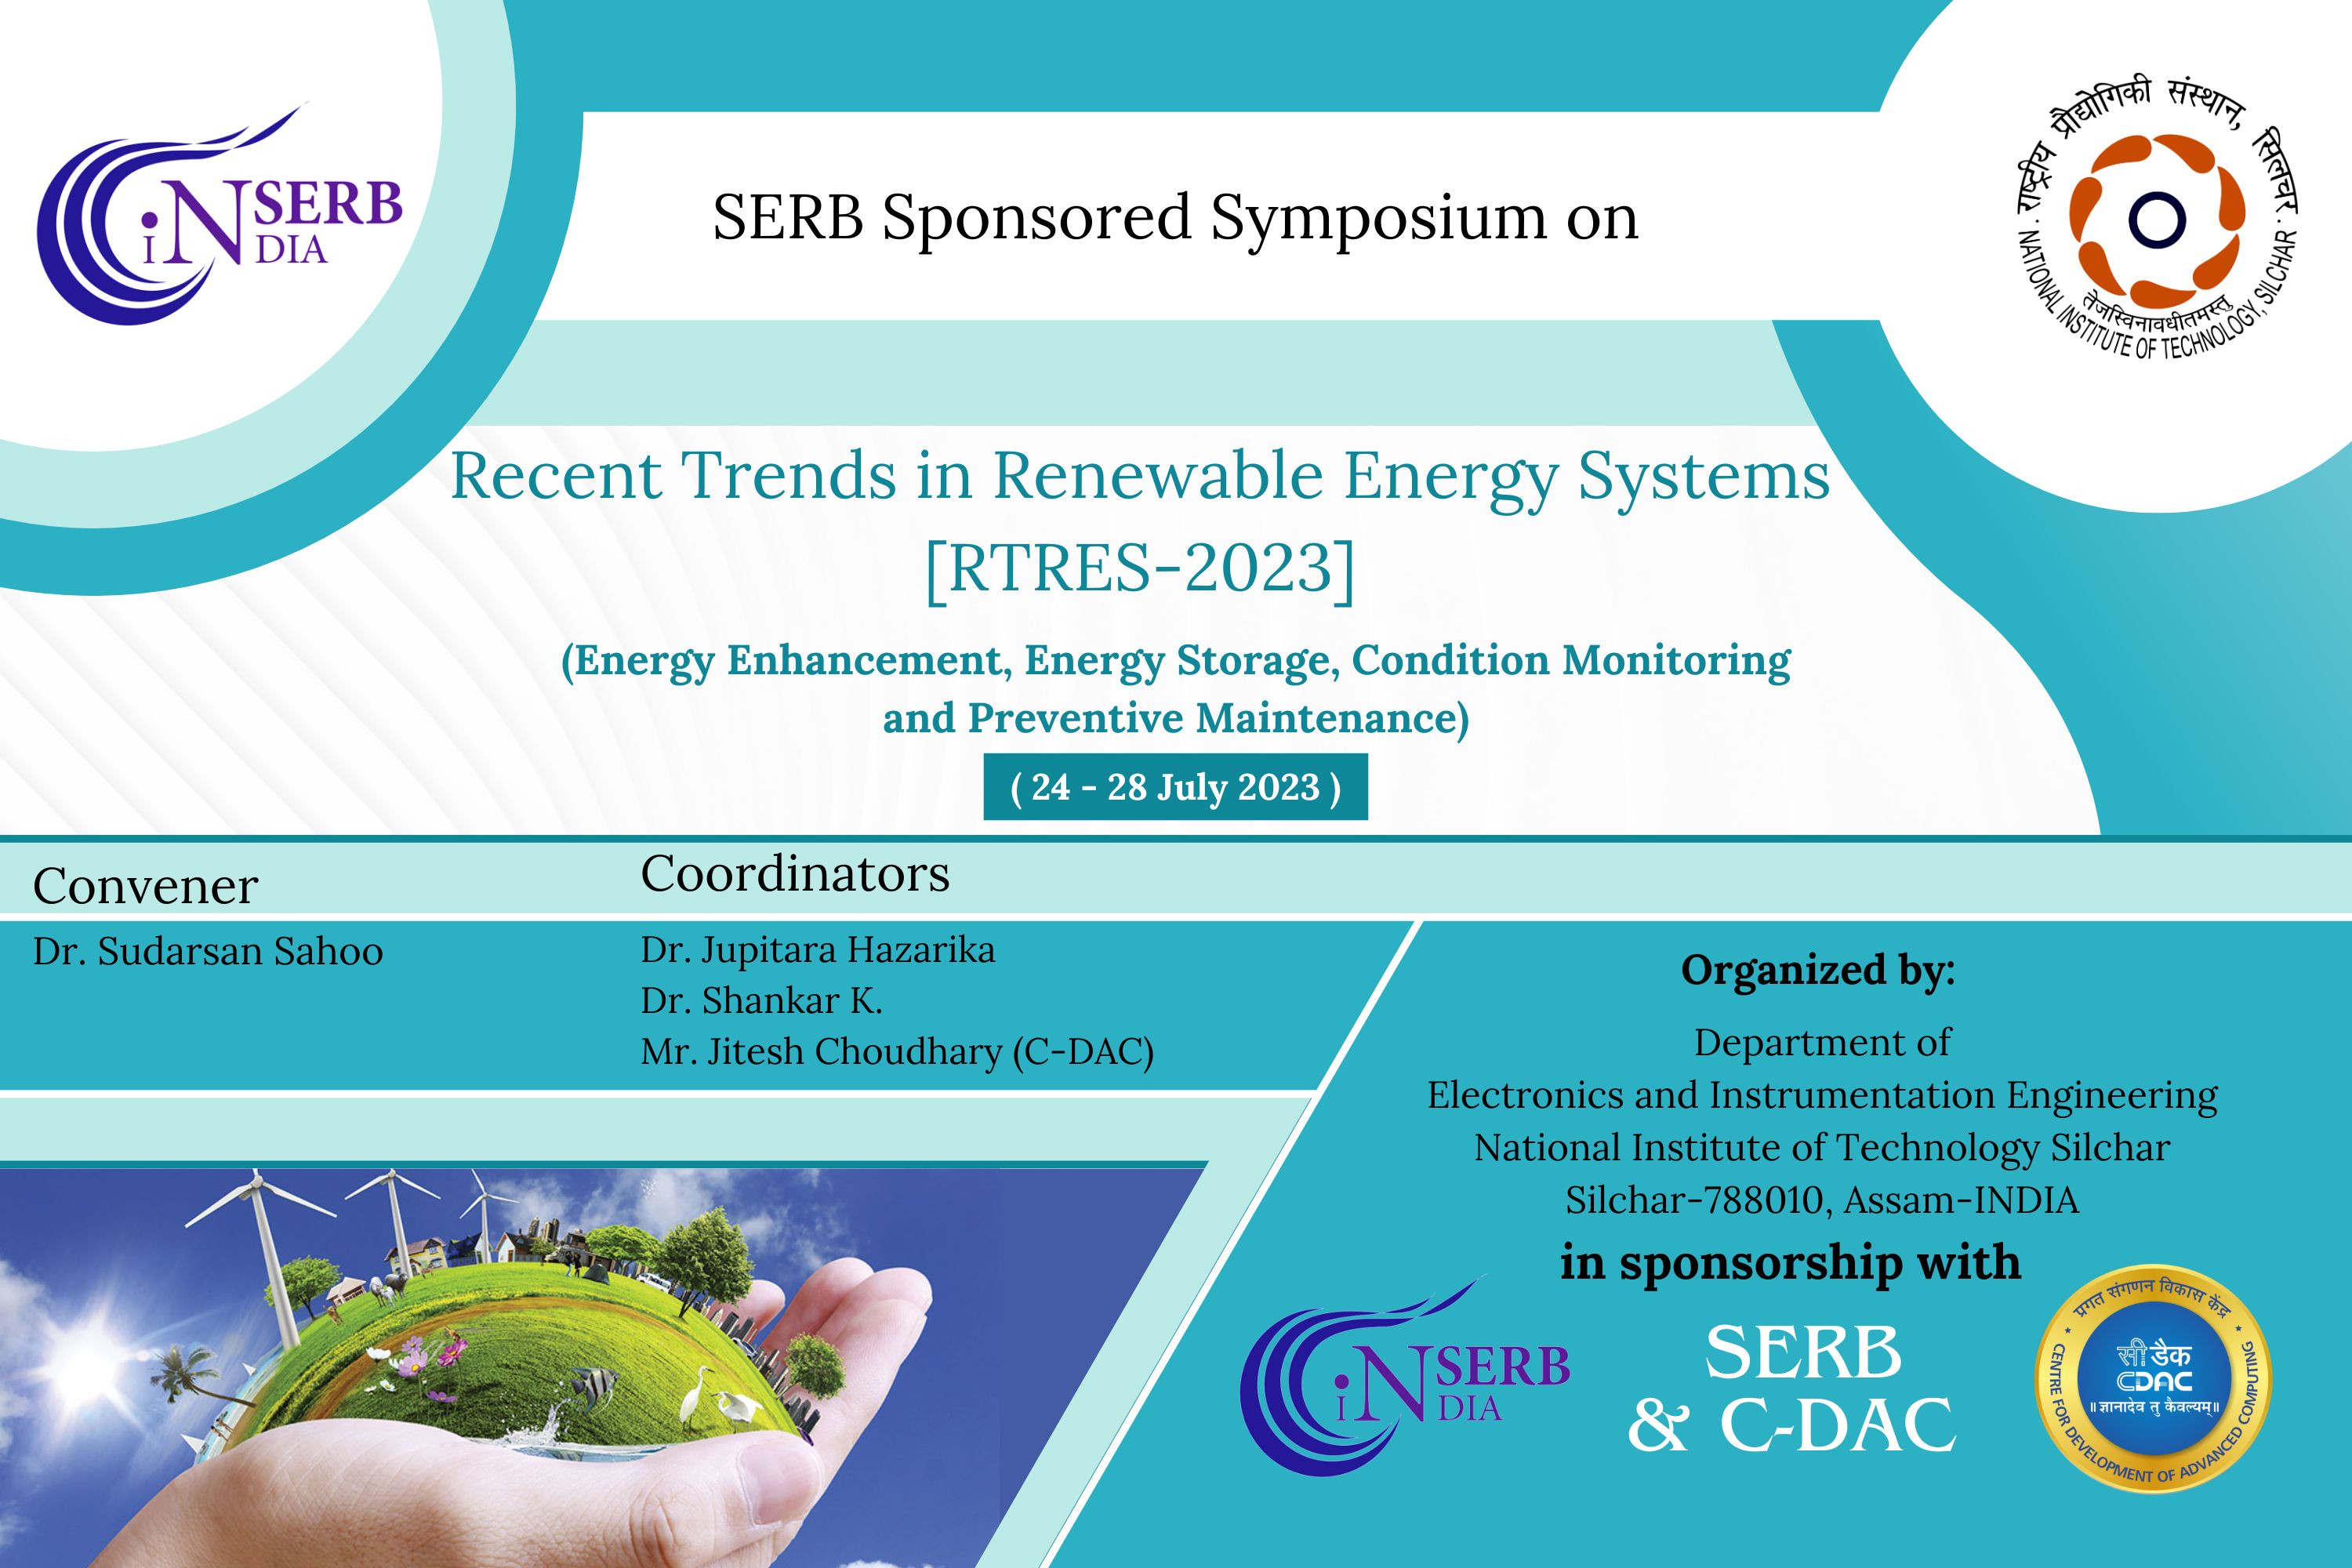 iN SERB
INDIA
SERB Sponsored Symposium on
राष्ट्रीय प्रौद्योगिकी संस्थान, सिलचर
तेजस्विनावधीतमस्तु
NATIONAL INSTITUTE OF TECHNOLOGY, SILCHAR
Recent Trends in Renewable Energy Systems
[RTRES-2023]
(Energy Enhancement, Energy Storage, Condition Monitoring
and Preventive Maintenance)
( 24 - 28 July 2023 )
Convener
Dr. Sudarsan Sahoo
Coordinators
Dr. Jupitara Hazarika
Dr. Shankar K.
Mr. Jitesh Choudhary (C-DAC)
Organized by:
Department of
Electronics and Instrumentation Engineering
National Institute of Technology Silchar
Silchar-788010, Assam-INDIA
in sponsorship with
iN SERB
INDIA
SERB
& C-DAC
प्रगत संगणन विकास केंद्र
सी डैक
CDAC
॥ ज्ञानादेव तु कैवल्यम् ॥
CENTRE FOR DEVELOPMENT OF ADVANCED COMPUTING